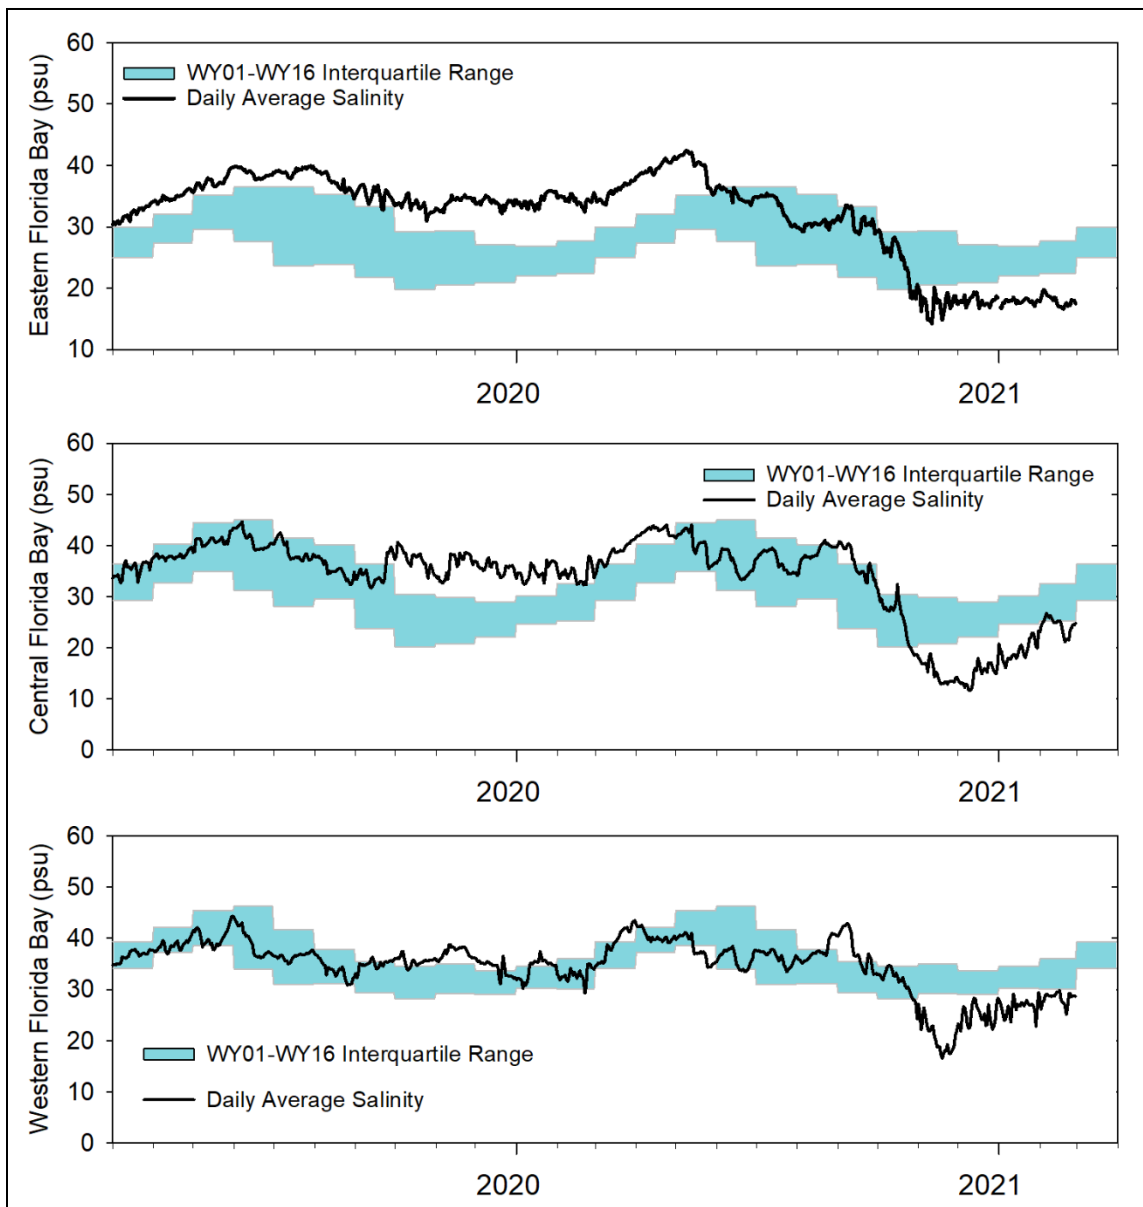 Eastern Florida Bay (psu)
60
50
40
30
20
10
WY01-WY16 Interquartile Range
Daily Average Salinity
2020
2021
Central Florida Bay (psu)
60
50
40
30
20
10
0
WY01-WY16 Interquartile Range
Daily Average Salinity
2020
2021
Western Florida Bay (psu)
60
50
40
30
20
10
0
WY01-WY16 Interquartile Range
Daily Average Salinity
2020
2021